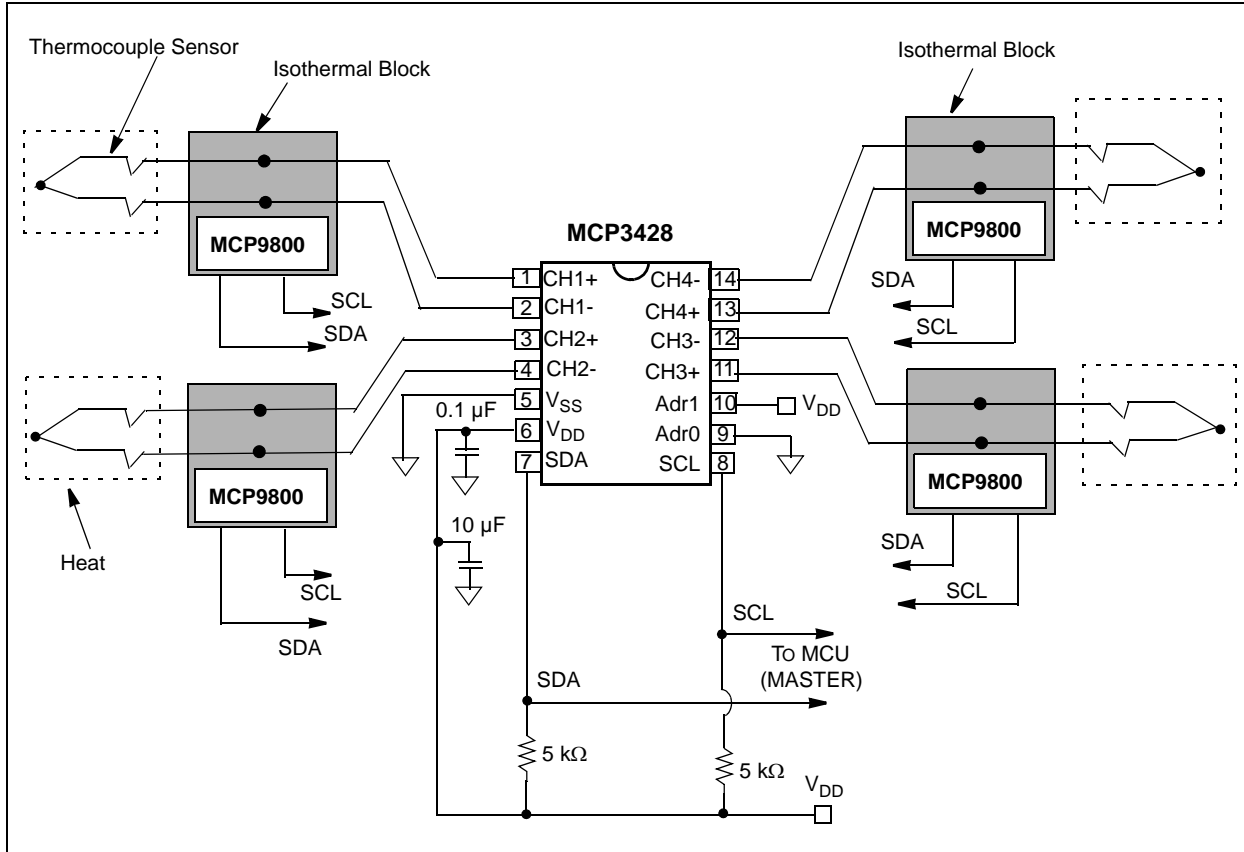 Thermocouple Sensor
Isothermal Block
Isothermal Block
MCP9800
SCL
SDA
MCP9800
SDA
SCL
MCP3428
1 CH1+
2 CH1-
3 CH2+
4 CH2-
5 VSS
6 VDD
7 SDA
CH4- 14
CH4+ 13
CH3- 12
CH3+ 11
Adr1 10
Adr0 9
SCL 8
VDD
0.1 µF
10 µF
MCP9800
SCL
SDA
Heat
MCP9800
SDA
SCL
SCL
TO MCU
(MASTER)
SDA
5 kΩ
5 kΩ
VDD